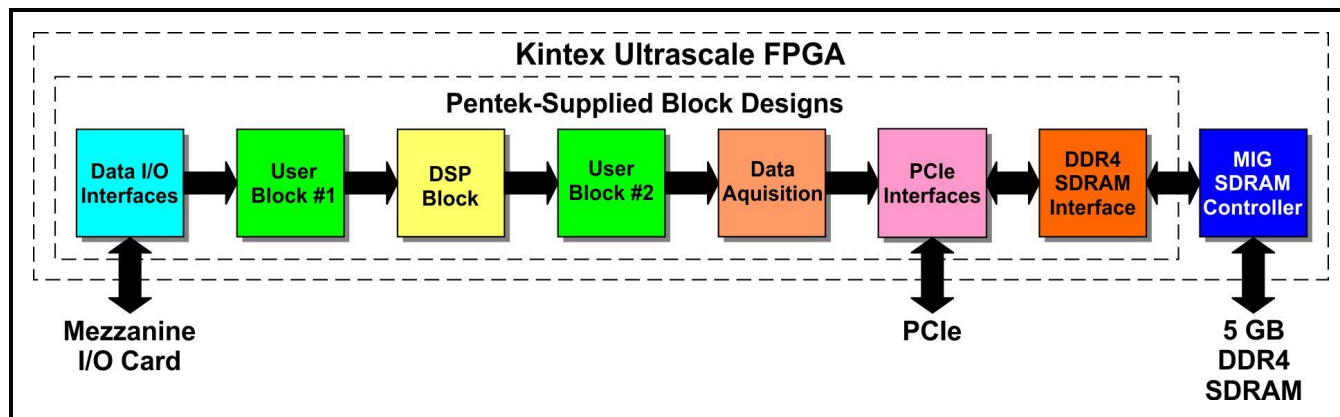 Kintex Ultrascale FPGA
Pentek-Supplied Block Designs
Data I/O
Interfaces
User
Block #1
DSP
Block
User
Block #2
Data
Aquisition
PCIe
Interfaces
DDR4
SDRAM
Interface
MIG
SDRAM
Controller
Mezzanine
I/O Card
PCIe
5 GB
DDR4
SDRAM